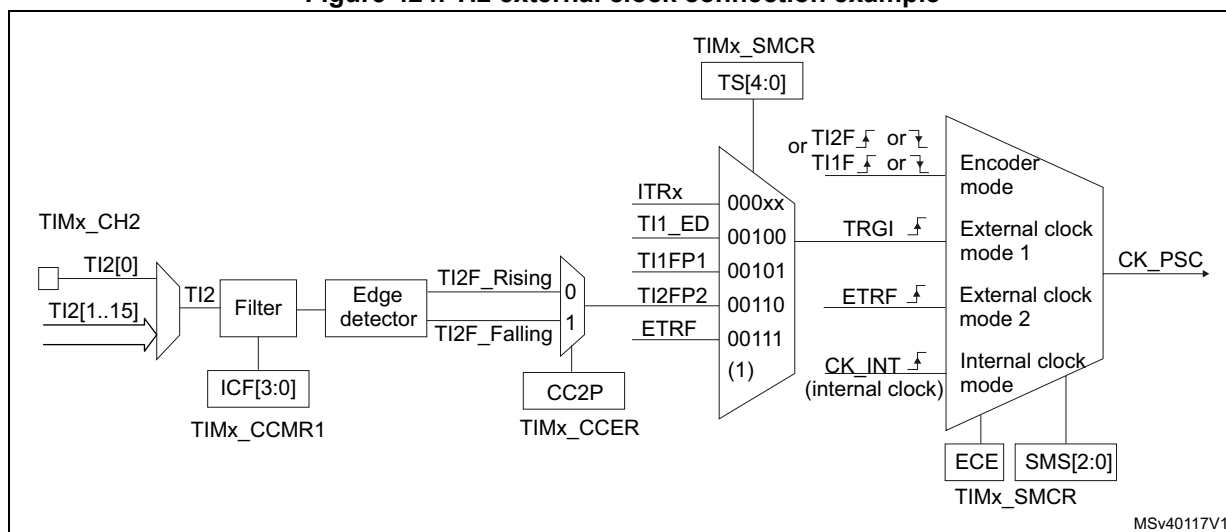 TIMx_SMCR
TS[4:0]
or TI2F or
TI1F or
Encoder
mode
ITRx
000xx
TIMx_CH2
TI1_ED
00100
TRGI
External clock
mode 1
CK_PSC
TI2[0]
TI2
Filter
Edge
detector
TI2F_Rising
0
TI1FP1
00101
TI2[1..15]
TI2F_Falling
1
TI2FP2
00110
ETRF
External clock
mode 2
ETRF
00111
(1)
CK_INT
(internal clock)
Internal clock
mode
ICF[3:0]
TIMx_CCMR1
CC2P
TIMx_CCER
ECE
SMS[2:0]
TIMx_SMCR
MSv40117V1